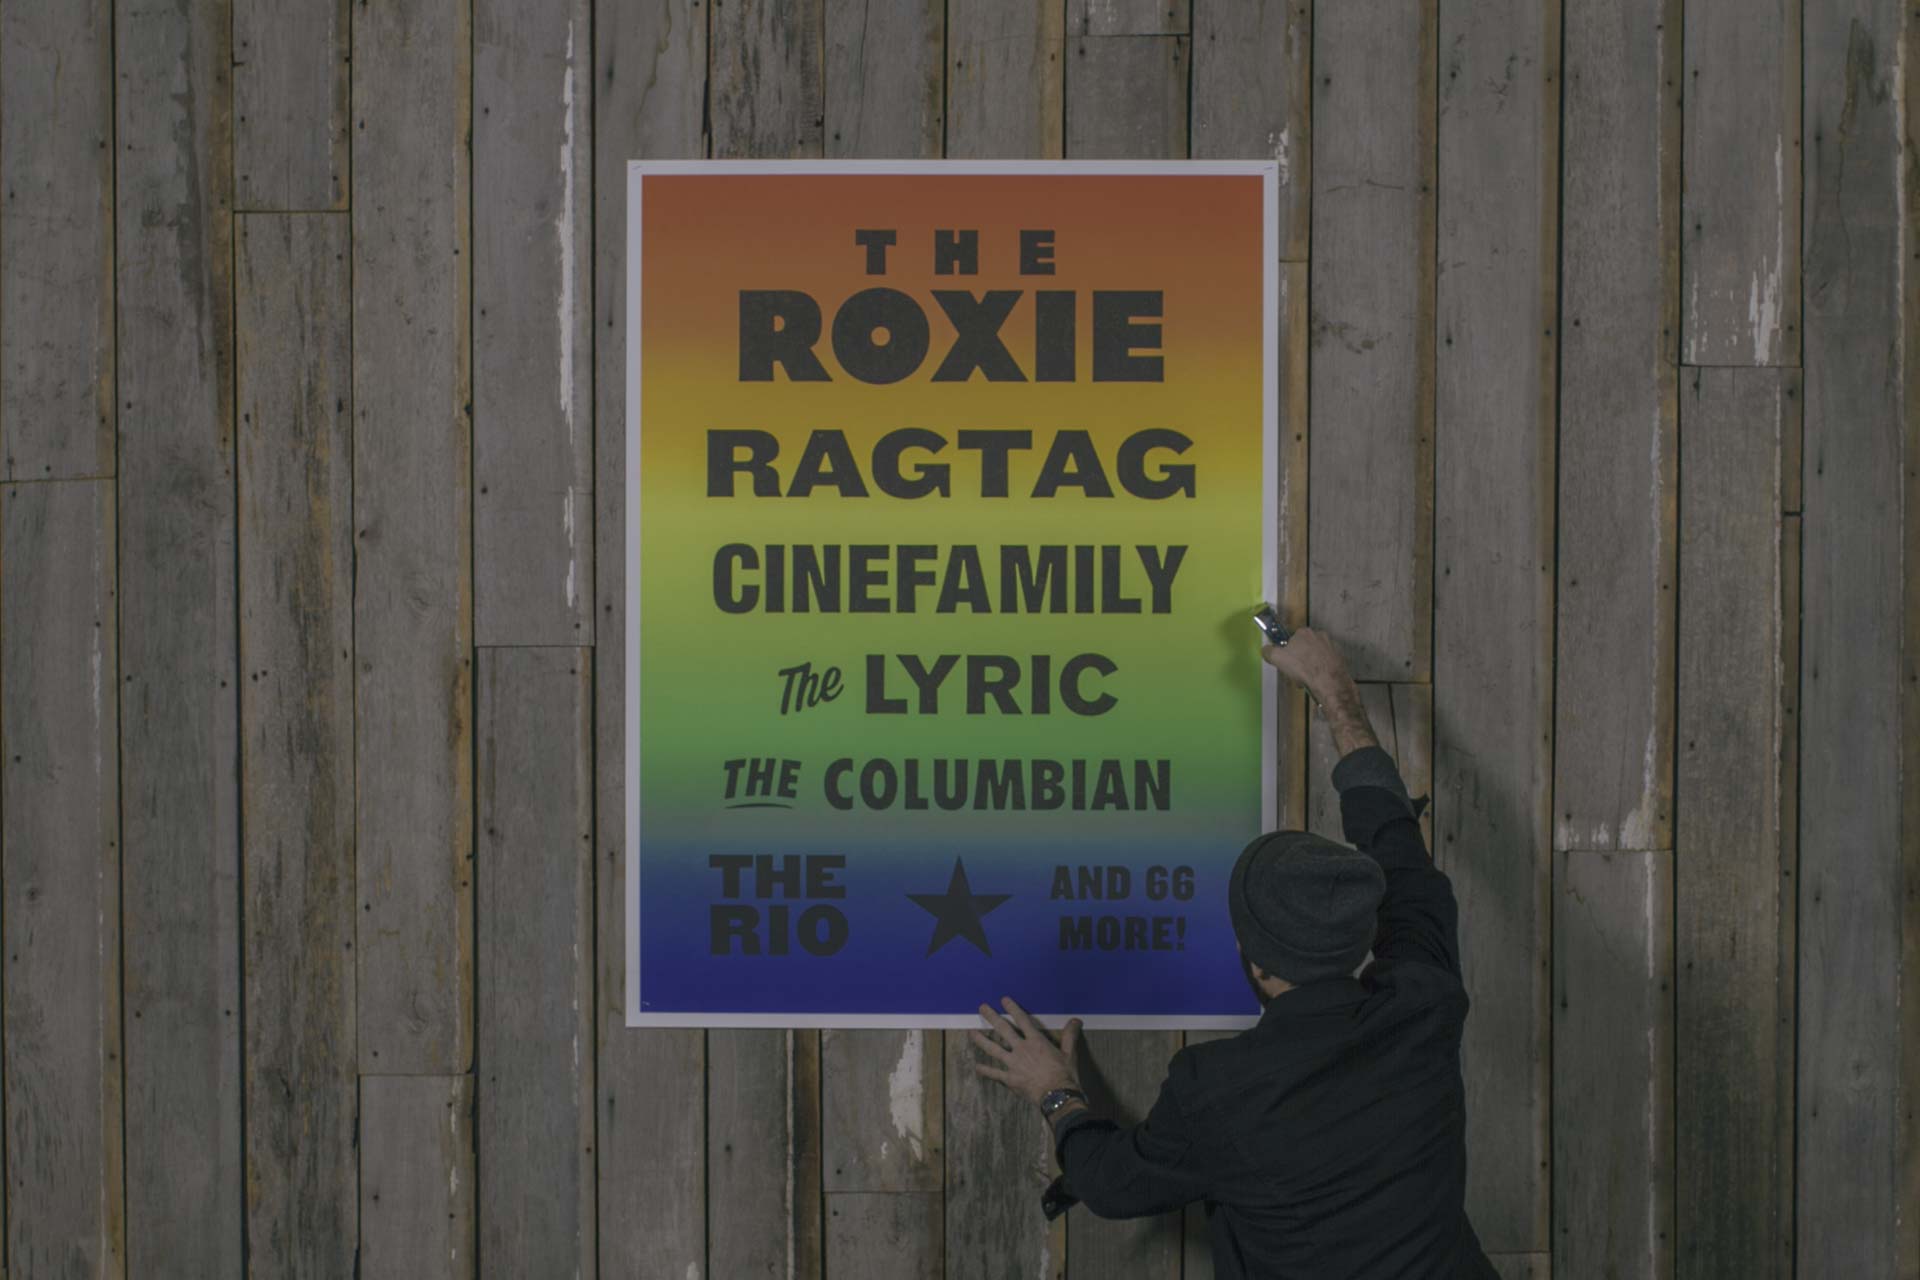 THE
ROXIE
RAGTAG
CINEFAMILY
The LYRIC
THE COLUMBIAN
THE
RIO
AND 66
MORE!